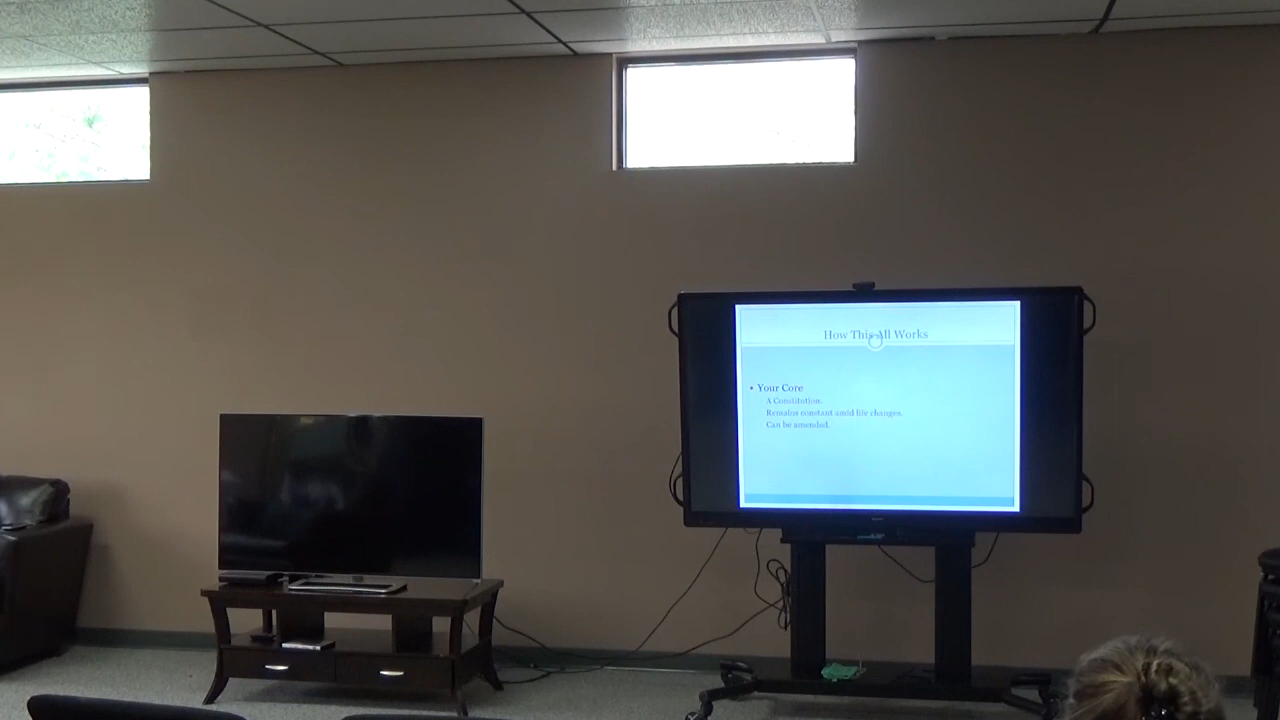 How This All Works
• Your Core
A Constitution.
Remains constant amid life changes.
Can be amended.